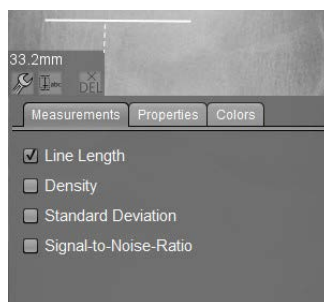 33.2mm
DEL
Measurements Properties Colors
Line Length
Density
Standard Deviation
Signal-to-Noise-Ratio